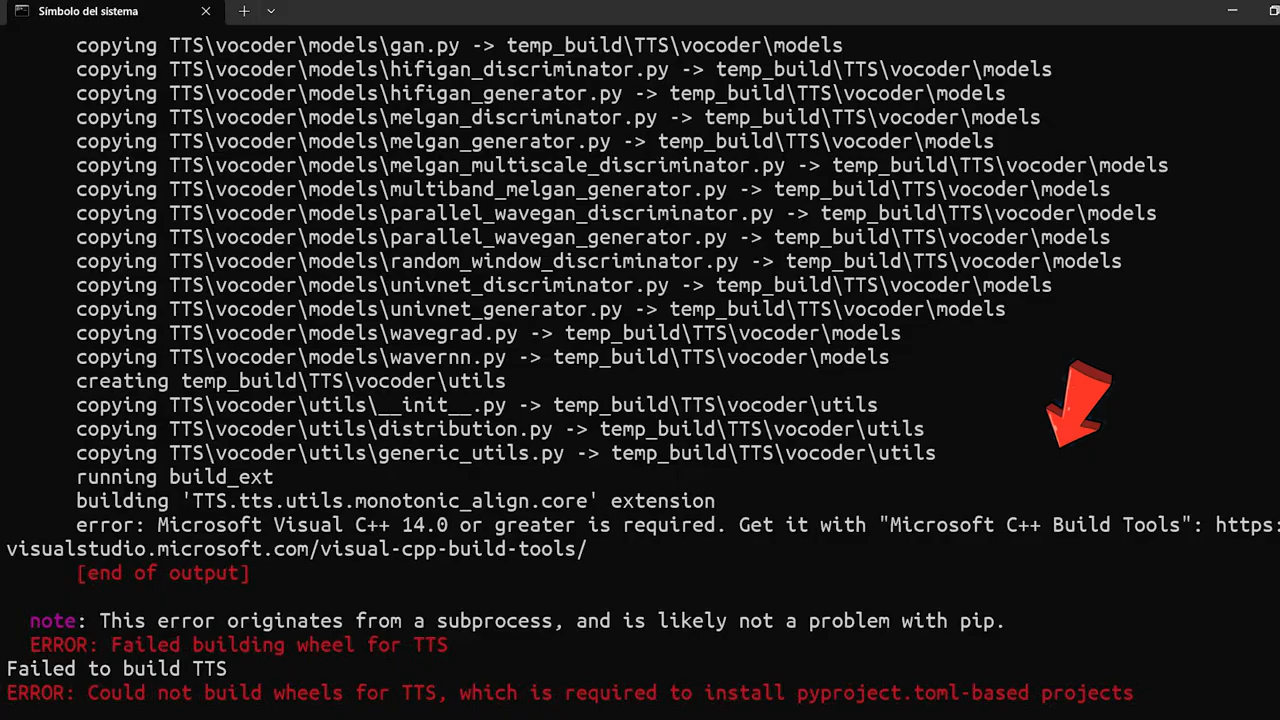 Símbolo del sistema
copying TTS\vocoder\models\gan.py -> temp_build\TTS\vocoder\models
copying TTS\vocoder\models\hifigan_discriminator.py -> temp_build\TTS\vocoder\models
copying TTS\vocoder\models\hifigan_generator.py -> temp_build\TTS\vocoder\models
copying TTS\vocoder\models\melgan_discriminator.py -> temp_build\TTS\vocoder\models
copying TTS\vocoder\models\melgan_generator.py -> temp_build\TTS\vocoder\models
copying TTS\vocoder\models\melgan_multiscale_discriminator.py -> temp_build\TTS\vocoder\models
copying TTS\vocoder\models\multiband_melgan_generator.py -> temp_build\TTS\vocoder\models
copying TTS\vocoder\models\parallel_wavegan_discriminator.py -> temp_build\TTS\vocoder\models
copying TTS\vocoder\models\parallel_wavegan_generator.py -> temp_build\TTS\vocoder\models
copying TTS\vocoder\models\random_window_discriminator.py -> temp_build\TTS\vocoder\models
copying TTS\vocoder\models\univnet_discriminator.py -> temp_build\TTS\vocoder\models
copying TTS\vocoder\models\univnet_generator.py -> temp_build\TTS\vocoder\models
copying TTS\vocoder\models\wavegrad.py -> temp_build\TTS\vocoder\models
copying TTS\vocoder\models\wavernn.py -> temp_build\TTS\vocoder\models
creating temp_build\TTS\vocoder\utils
copying TTS\vocoder\utils\__init__.py -> temp_build\TTS\vocoder\utils
copying TTS\vocoder\utils\distribution.py -> temp_build\TTS\vocoder\utils
copying TTS\vocoder\utils\generic_utils.py -> temp_build\TTS\vocoder\utils
running build_ext
building 'TTS.tts.utils.monotonic_align.core' extension
error: Microsoft Visual C++ 14.0 or greater is required. Get it with "Microsoft C++ Build Tools": https:
visualstudio.microsoft.com/visual-cpp-build-tools/
[end of output]
note: This error originates from a subprocess, and is likely not a problem with pip.
ERROR: Failed building wheel for TTS
Failed to build TTS
ERROR: Could not build wheels for TTS, which is required to install pyproject.toml-based projects